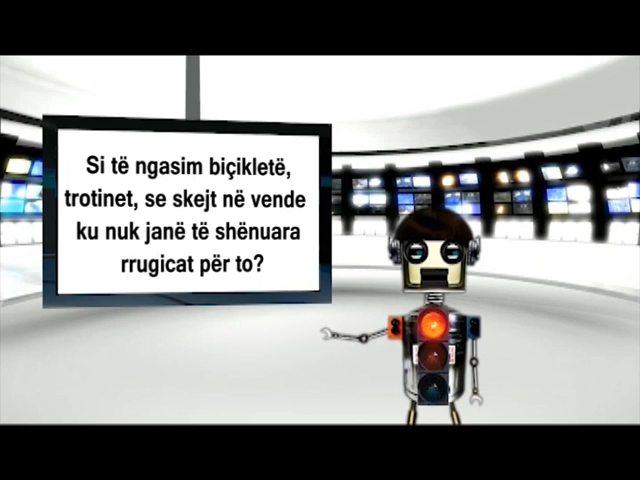 Si të ngasim biçikletë,
trotinet, se skejt në vende
ku nuk janë të shënuara
rrugicat për to?